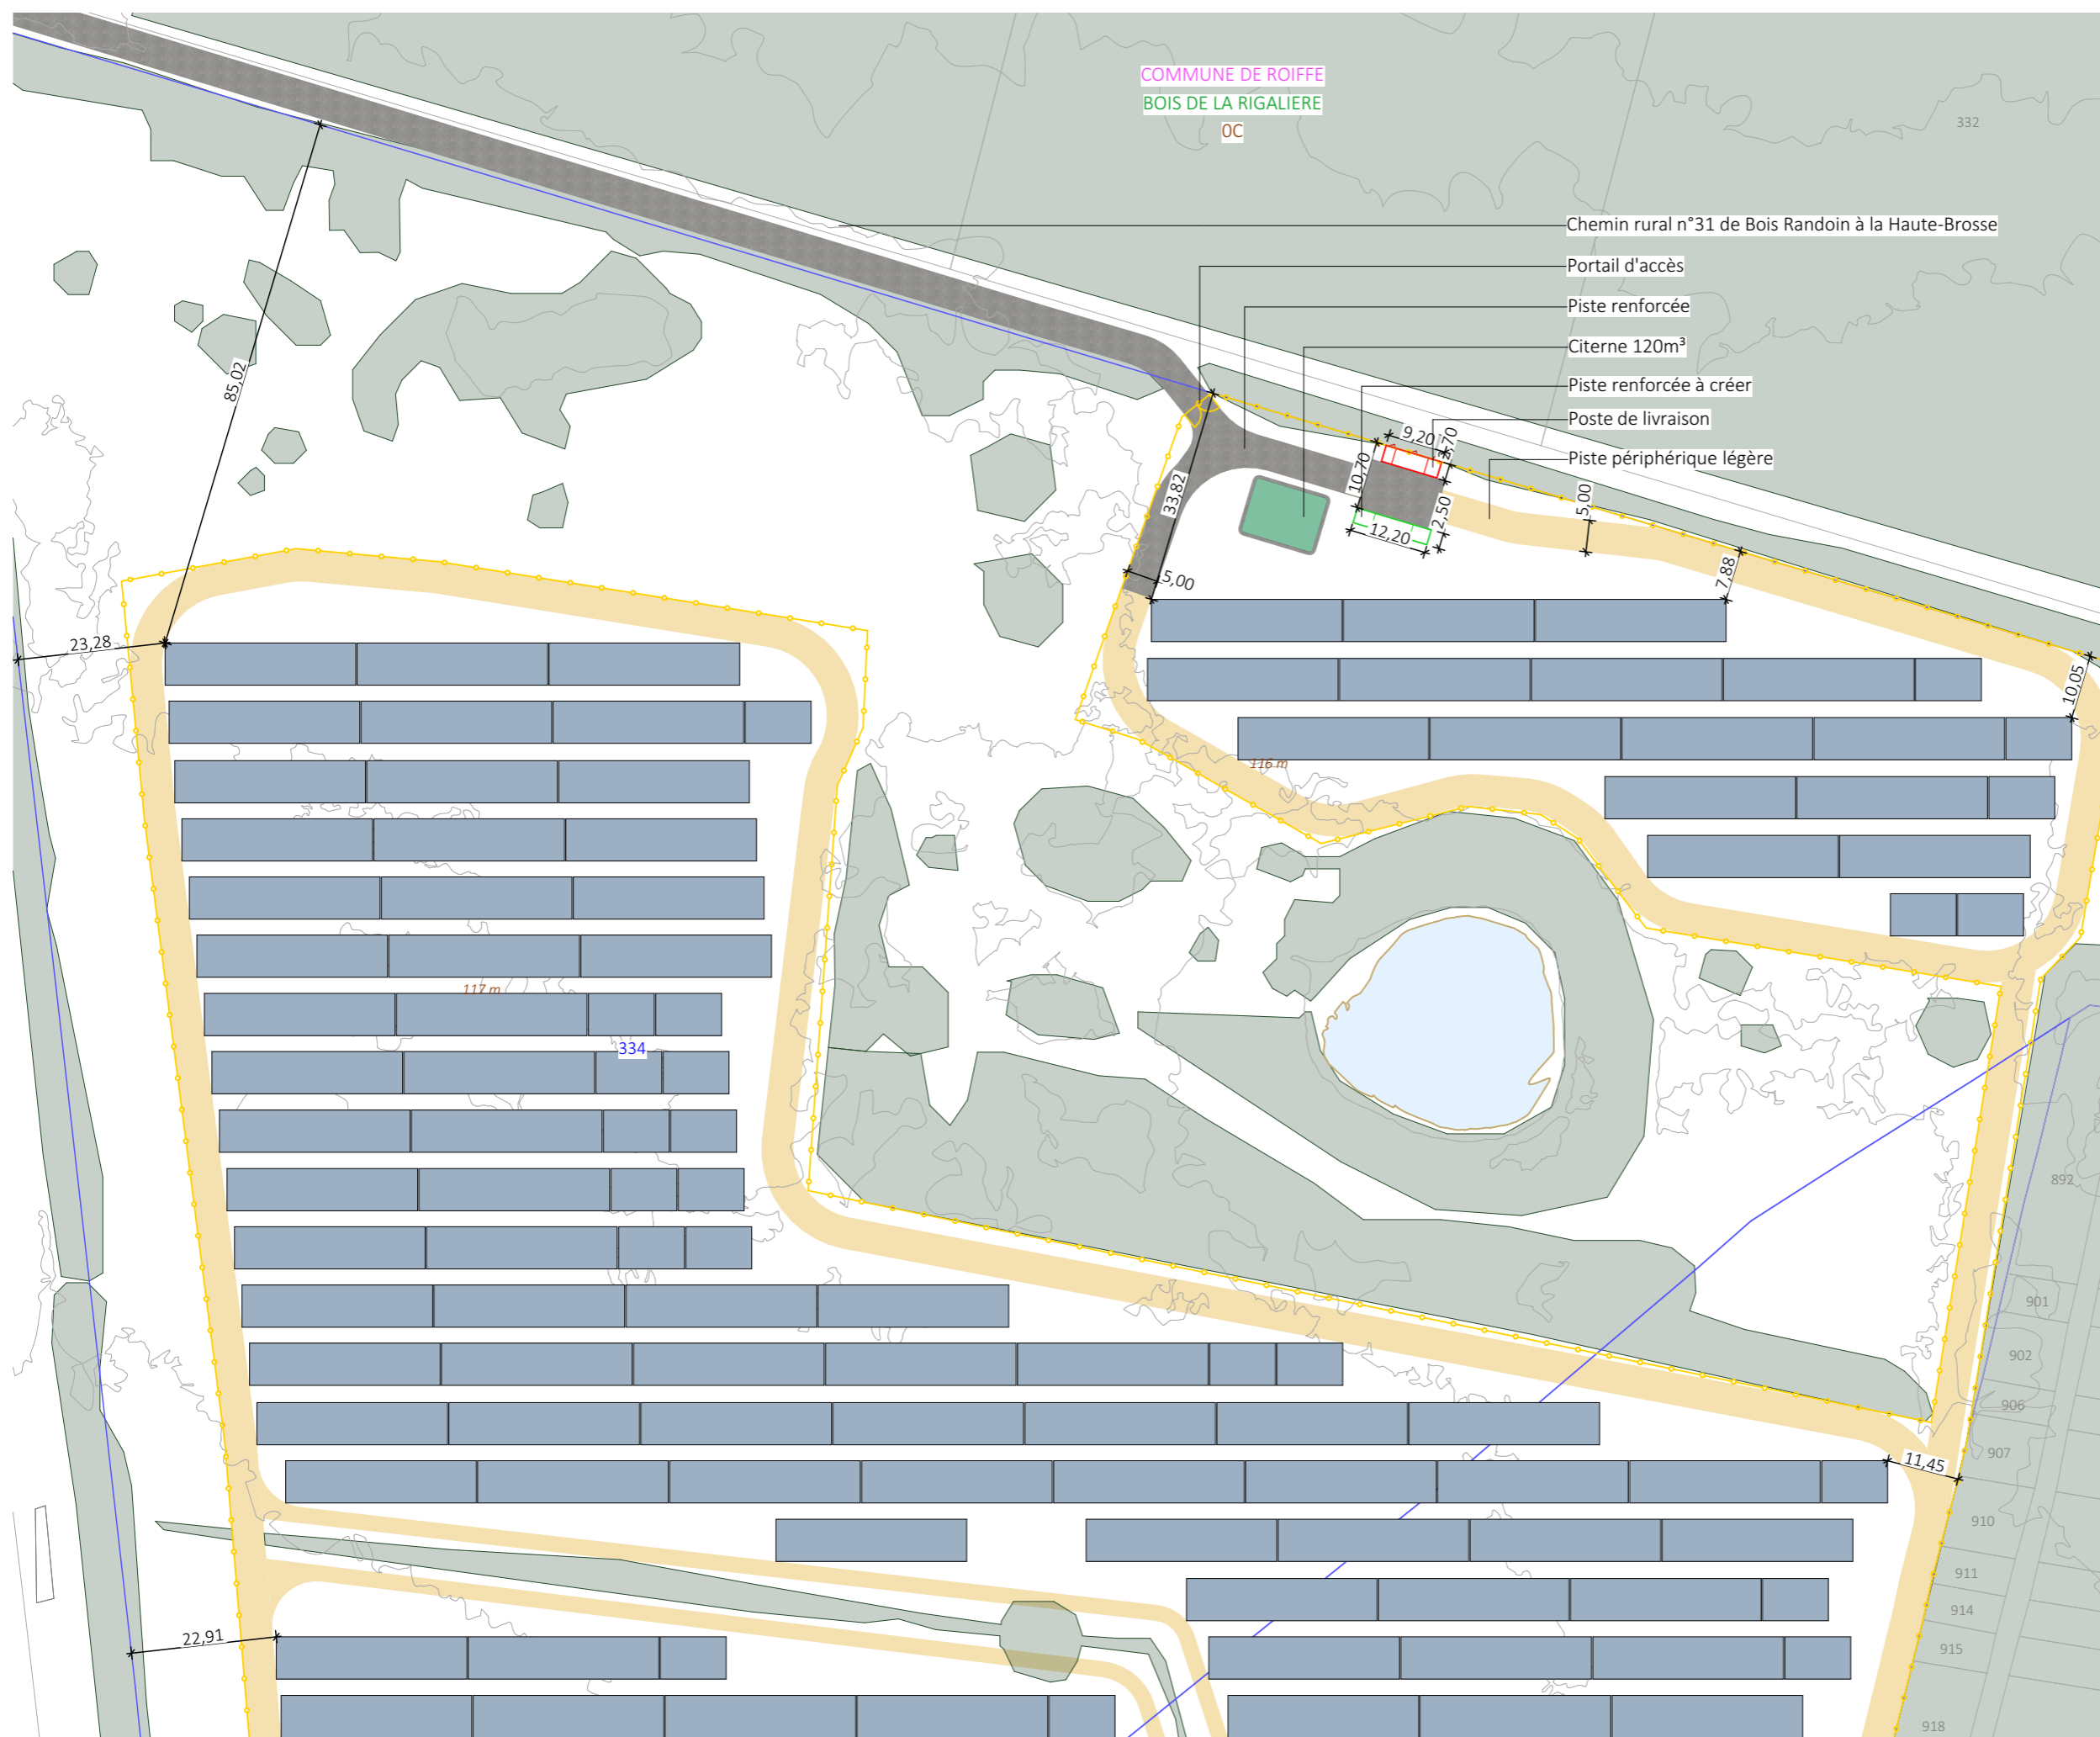 COMMUNE DE ROIFFE
BOIS DE LA RIGALIERE
0C
332
Chemin rural n°31 de Bois Randoin à la Haute-Brosse
Portail d'accès
Piste renforcée
Citerne 120m³
Piste renforcée à créer
Poste de livraison
Piste périphérique légère
85,02
9,20
10,70
33,82
5,00
2,50
12,20
7,88
5,00
23,28
10,05
116 m
117 m
334
892
901
902
906
907
11,45
910
911
914
915
22,91
918